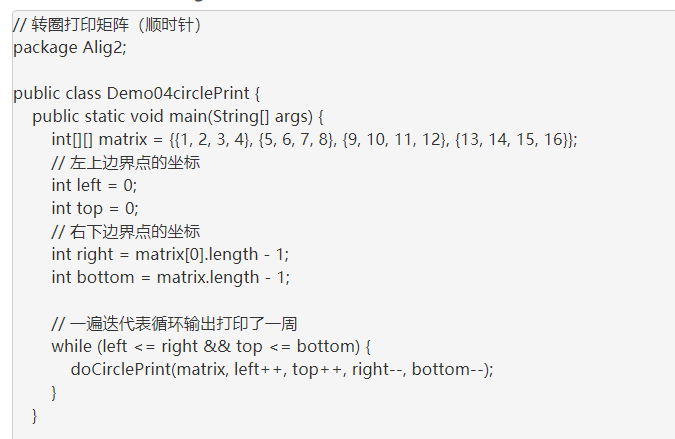 // 转圈打印矩阵（顺时针）
package Alig2;
public class Demo04circlePrint {
public static void main(String[] args) {
int[][] matrix = {{1, 2, 3, 4}, {5, 6, 7, 8}, {9, 10, 11, 12}, {13, 14, 15, 16}};
// 左上边界点的坐标
int left = 0;
int top = 0;
// 右下边界点的坐标
int right = matrix[0].length - 1;
int bottom = matrix.length - 1;
// 一遍迭代表循环输出打印了一周
while (left <= right && top <= bottom) {
doCirclePrint(matrix, left++, top++, right--, bottom--);
}
}